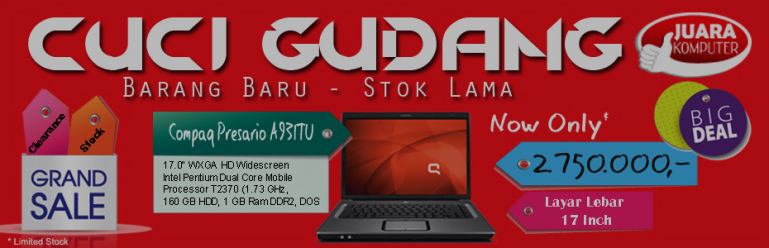 CUCI GUDANG
JUARA
KOMPUTER
BARANG BARU - STOK LAMA
Clearance
Stock
GRAND
SALE
* Limited Stock
Compaq Presario A931TU
17.0" WXGA HD Widescreen
Intel Pentium Dual Core Mobile
Processor T2370 (1.73 GHz,
160 GB HDD, 1 GB Ram DDR2, DOS
Now Only*
2.750.000,-
BIG
DEAL
Layar Lebar
17 Inch